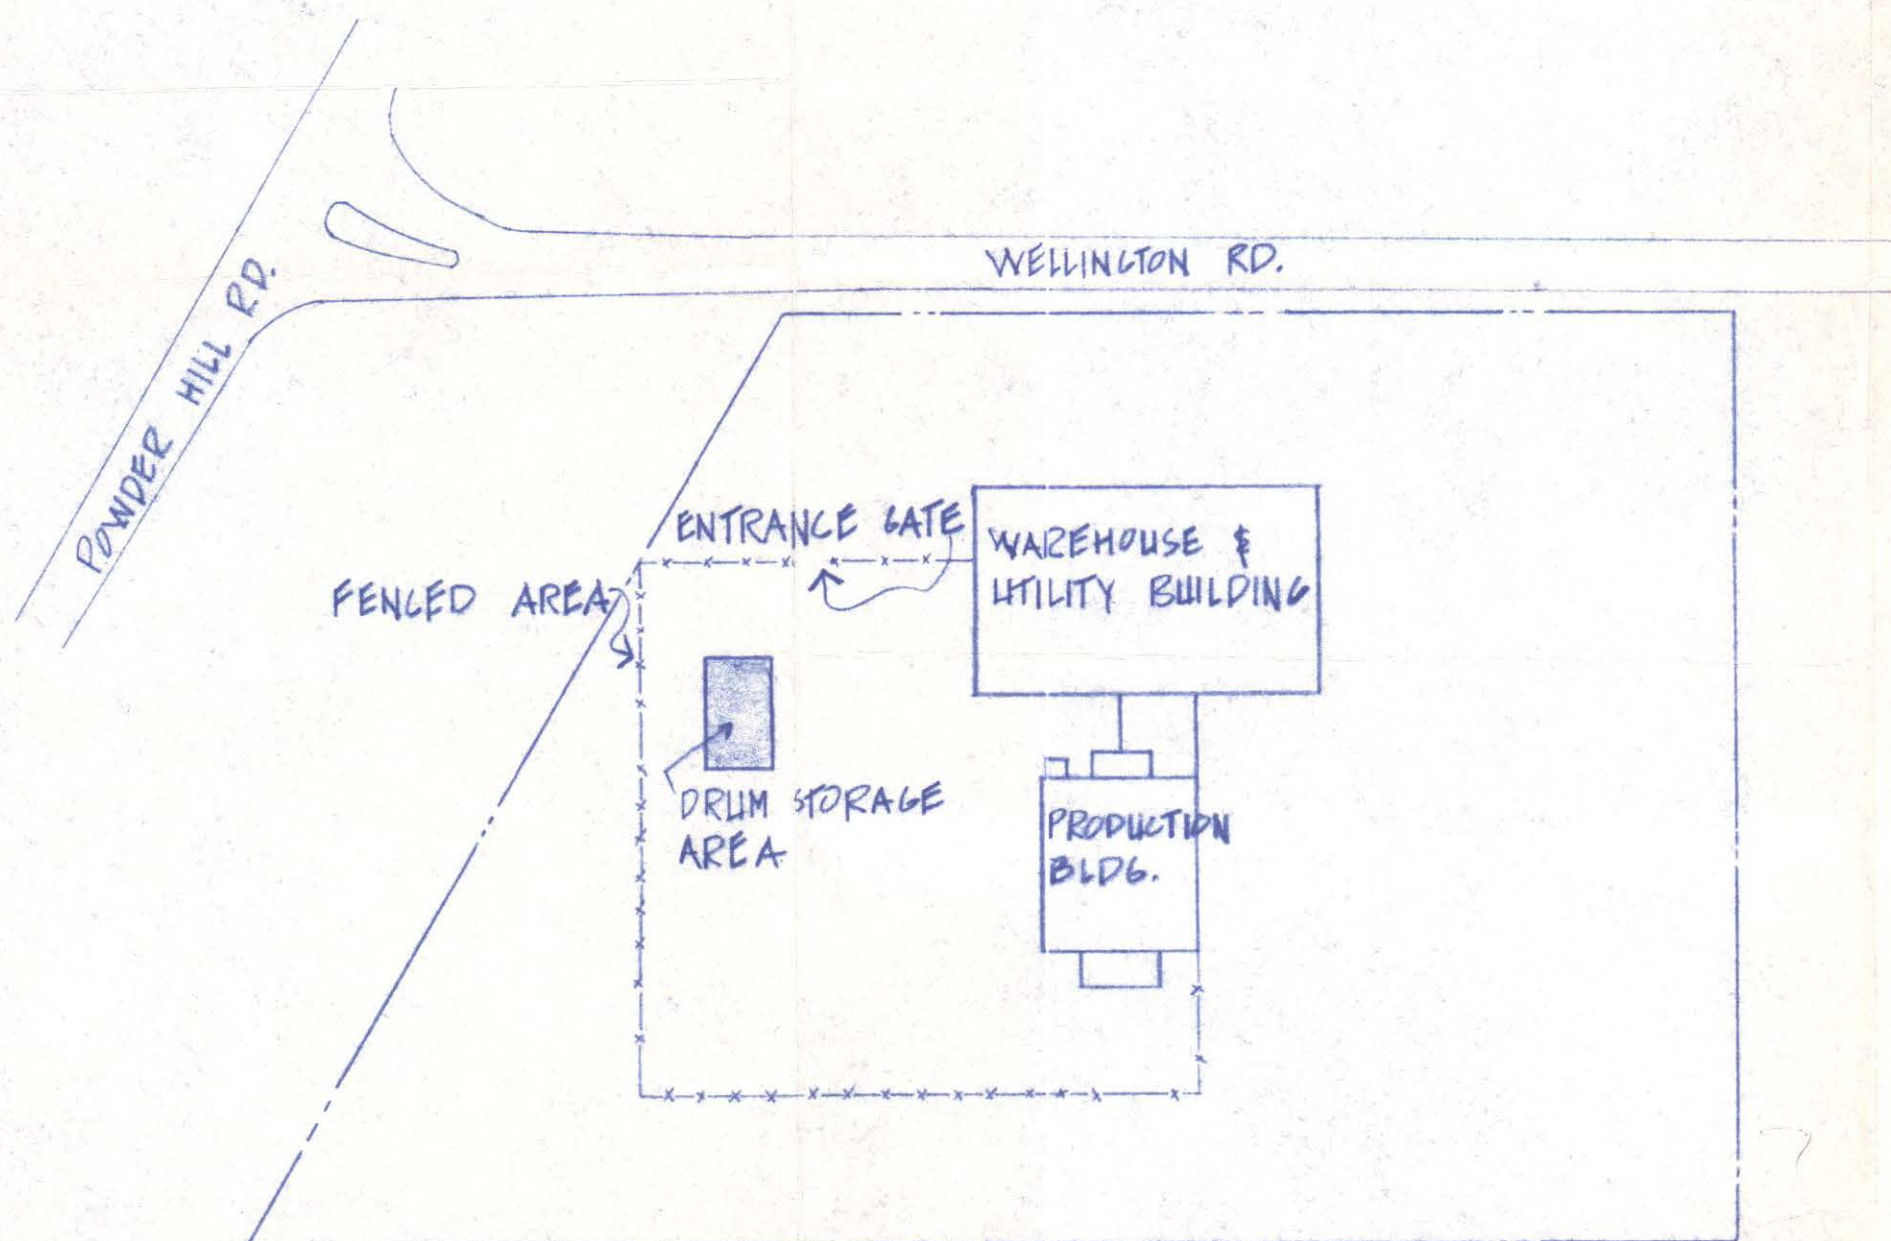 POWDER HILL RD.
WELLINGTON RD.
ENTRANCE GATE
WAREHOUSE &
UTILITY BUILDING
FENCED AREA
DRUM STORAGE
AREA
PRODUCTION
BLDG.